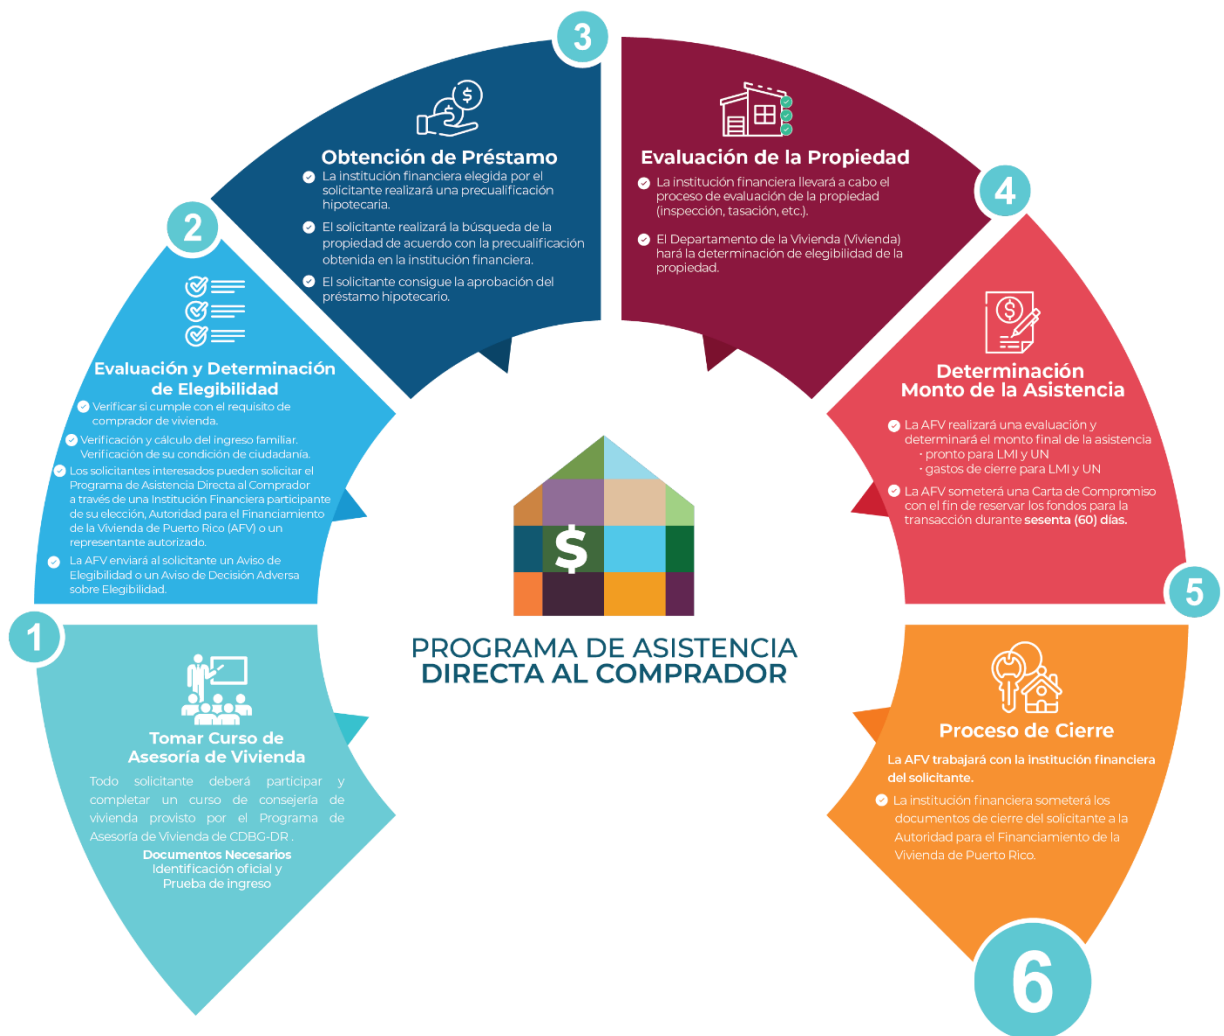 1
Tomar Curso de
Asesoría de Vivienda
Todo solicitante deberá participar y
completar un curso de consejería de
vivienda provisto por el Programa de
Asesoría de Vivienda de CDBG-DR .
Documentos Necesarios
Identificación oficial y
Prueba de ingreso
2
Evaluación y Determinación
de Elegibilidad
Verificar si cumple con el requisito de
comprador de vivienda.
Verificación y cálculo del ingreso familiar.
Verificación de su condición de ciudadanía.
Los solicitantes interesados pueden solicitar el
Programa de Asistencia Directa al Comprador
a través de una Institución Financiera participante
de su elección, Autoridad para el Financiamiento
de la Vivienda de Puerto Rico (AFV) o un
representante autorizado.
La AFV enviará al solicitante un Aviso de
Elegibilidad o un Aviso de Decisión Adversa
sobre Elegibilidad.
3
Obtención de Préstamo
La institución financiera elegida por el
solicitante realizará una precualificación
hipotecaria.
El solicitante realizará la búsqueda de la
propiedad de acuerdo con la precualificación
obtenida en la institución financiera.
El solicitante consigue la aprobación del
préstamo hipotecario.
Evaluación de la Propiedad
La institución financiera llevará a cabo el
proceso de evaluación de la propiedad
(inspección, tasación, etc.).
El Departamento de la Vivienda (Vivienda)
hará la determinación de elegibilidad de la
propiedad.
4
Determinación
Monto de la Asistencia
La AFV realizará una evaluación y
determinará el monto final de la asistencia
· pronto para LMI y UN
· gastos de cierre para LMI y UN
La AFV someterá una Carta de Compromiso
con el fin de reservar los fondos para la
transacción durante sesenta (60) días.
5
Proceso de Cierre
La AFV trabajará con la institución financiera
del solicitante.
La institución financiera someterá los
documentos de cierre del solicitante a la
Autoridad para el Financiamiento de la
Vivienda de Puerto Rico.
6
$
PROGRAMA DE ASISTENCIA
DIRECTA AL COMPRADOR